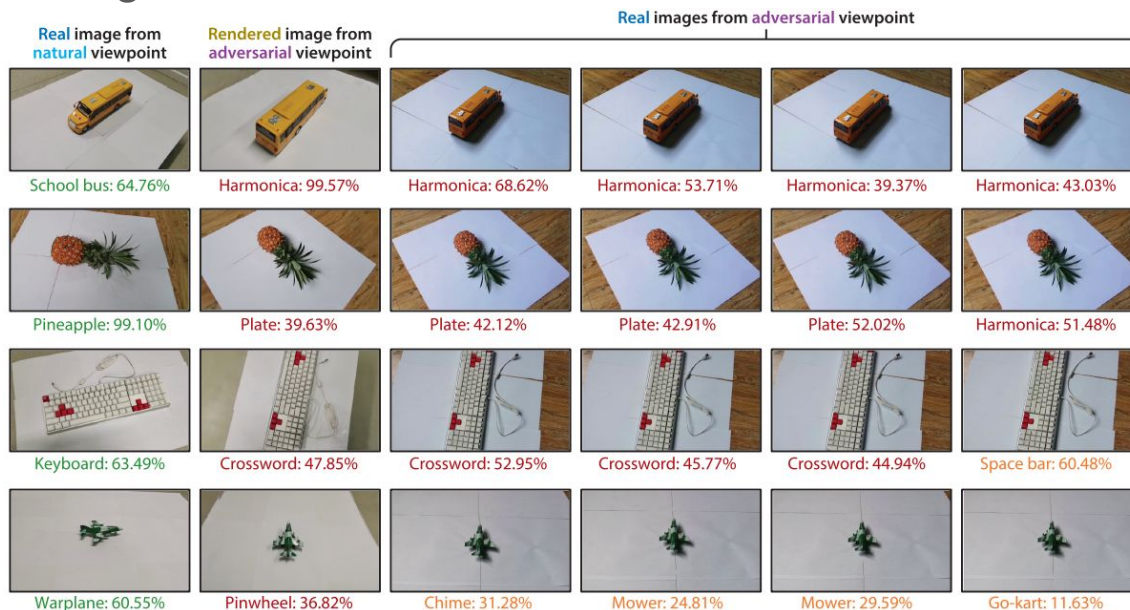 Real images from adversarial viewpoint
Real image from
natural viewpoint
Rendered image from
adversarial viewpoint
School bus: 64.76%
Harmonica: 99.57%
Harmonica: 68.62%
Harmonica: 53.71%
Harmonica: 39.37%
Harmonica: 43.03%
Pineapple: 99.10%
Plate: 39.63%
Plate: 42.12%
Plate: 42.91%
Plate: 52.02%
Harmonica: 51.48%
Keyboard: 63.49%
Crossword: 47.85%
Crossword: 52.95%
Crossword: 45.77%
Crossword: 44.94%
Space bar: 60.48%
Warplane: 60.55%
Pinwheel: 36.82%
Chime: 31.28%
Mower: 24.81%
Mower: 29.59%
Go-kart: 11.63%